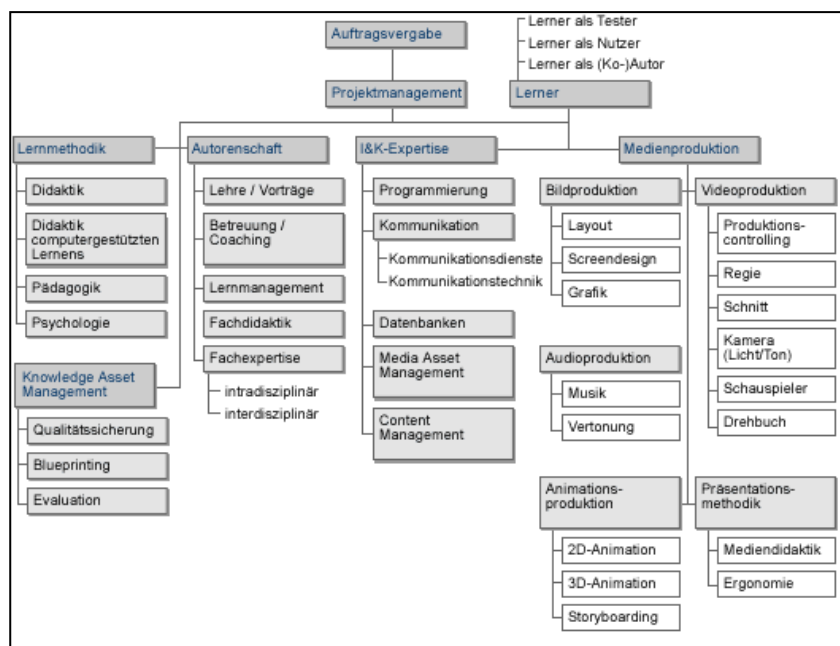 Auftragsvergabe
Projektmanagement
Lerner als Tester
Lerner als Nutzer
Lerner als (Ko-)Autor
Lerner
Lernmethodik
Didaktik
Didaktik
computergestützten
Lernens
Pädagogik
Psychologie
Knowledge Asset
Management
Qualitätssicherung
Blueprinting
Evaluation
Autorenschaft
Lehre / Vorträge
Betreuung /
Coaching
Lernmanagement
Fachdidaktik
Fachexpertise
intradisziplinär
interdisziplinär
I&K-Expertise
Programmierung
Kommunikation
Kommunikationsdienste
Kommunikationstechnik
Datenbanken
Media Asset
Management
Content
Management
Medienproduktion
Bildproduktion
Layout
Screendesign
Grafik
Audioproduktion
Musik
Vertonung
Animations-
produktion
2D-Animation
3D-Animation
Storyboarding
Videoproduktion
Produktions-
controlling
Regie
Schnitt
Kamera
(Licht/Ton)
Schauspieler
Drehbuch
Präsentations-
methodik
Mediendidaktik
Ergonomie